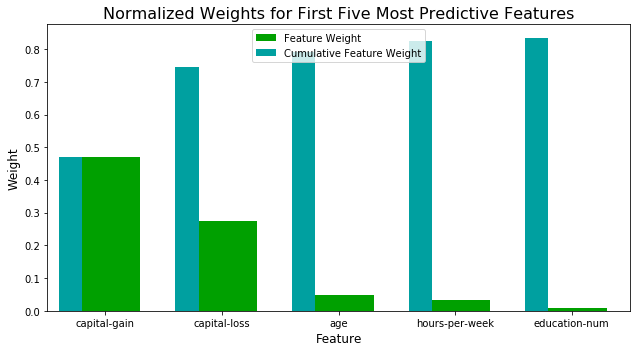 Normalized Weights for First Five Most Predictive Features
Feature Weight
Cumulative Feature Weight
Weight
0.8
0.7
0.6
0.5
0.4
0.3
0.2
0.1
0.0
capital-gain
capital-loss
age
hours-per-week
education-num
Feature